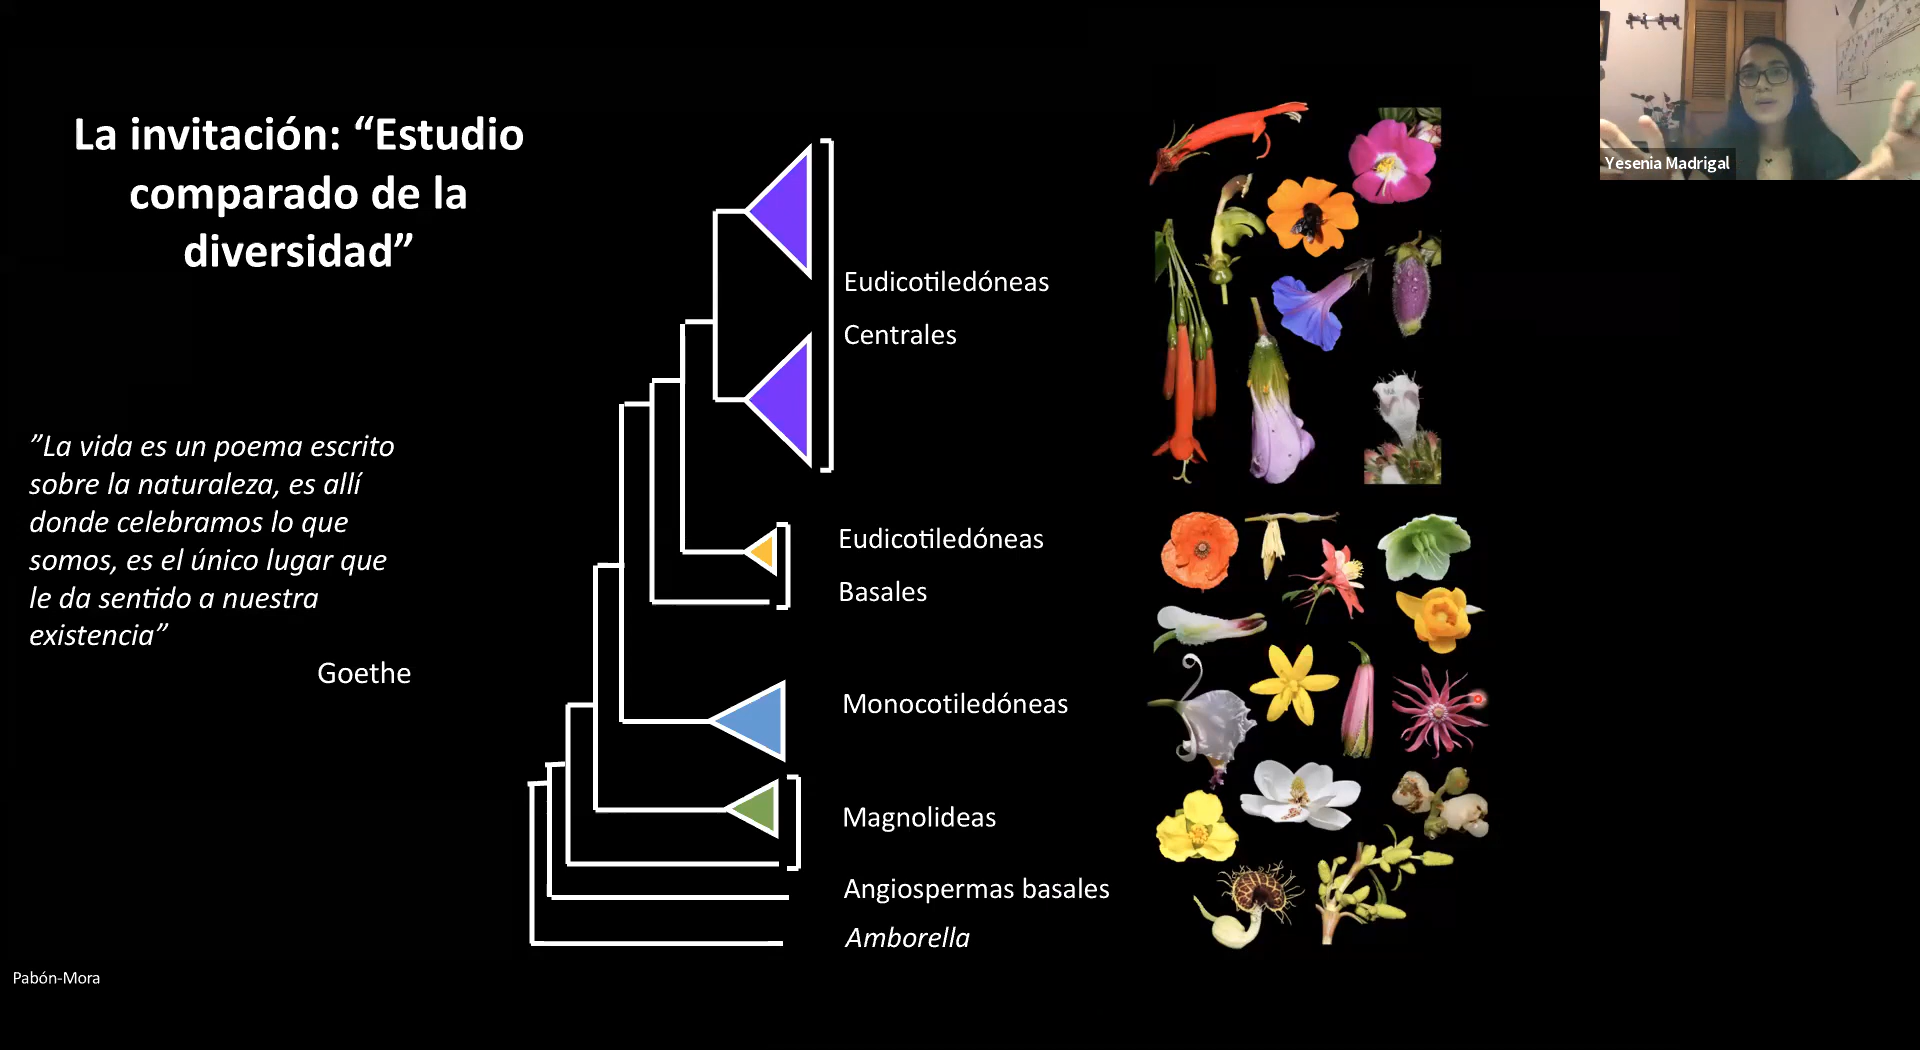 La invitación: “Estudio
comparado de la
diversidad”
”La vida es un poema escrito
sobre la naturaleza, es allí
donde celebramos lo que
somos, es el único lugar que
le da sentido a nuestra
existencia”
Goethe
Eudicotiledóneas
Centrales
Eudicotiledóneas
Basales
Monocotiledóneas
Magnolideas
Angiospermas basales
Amborella
Pabón-Mora
Yesenia Madrigal